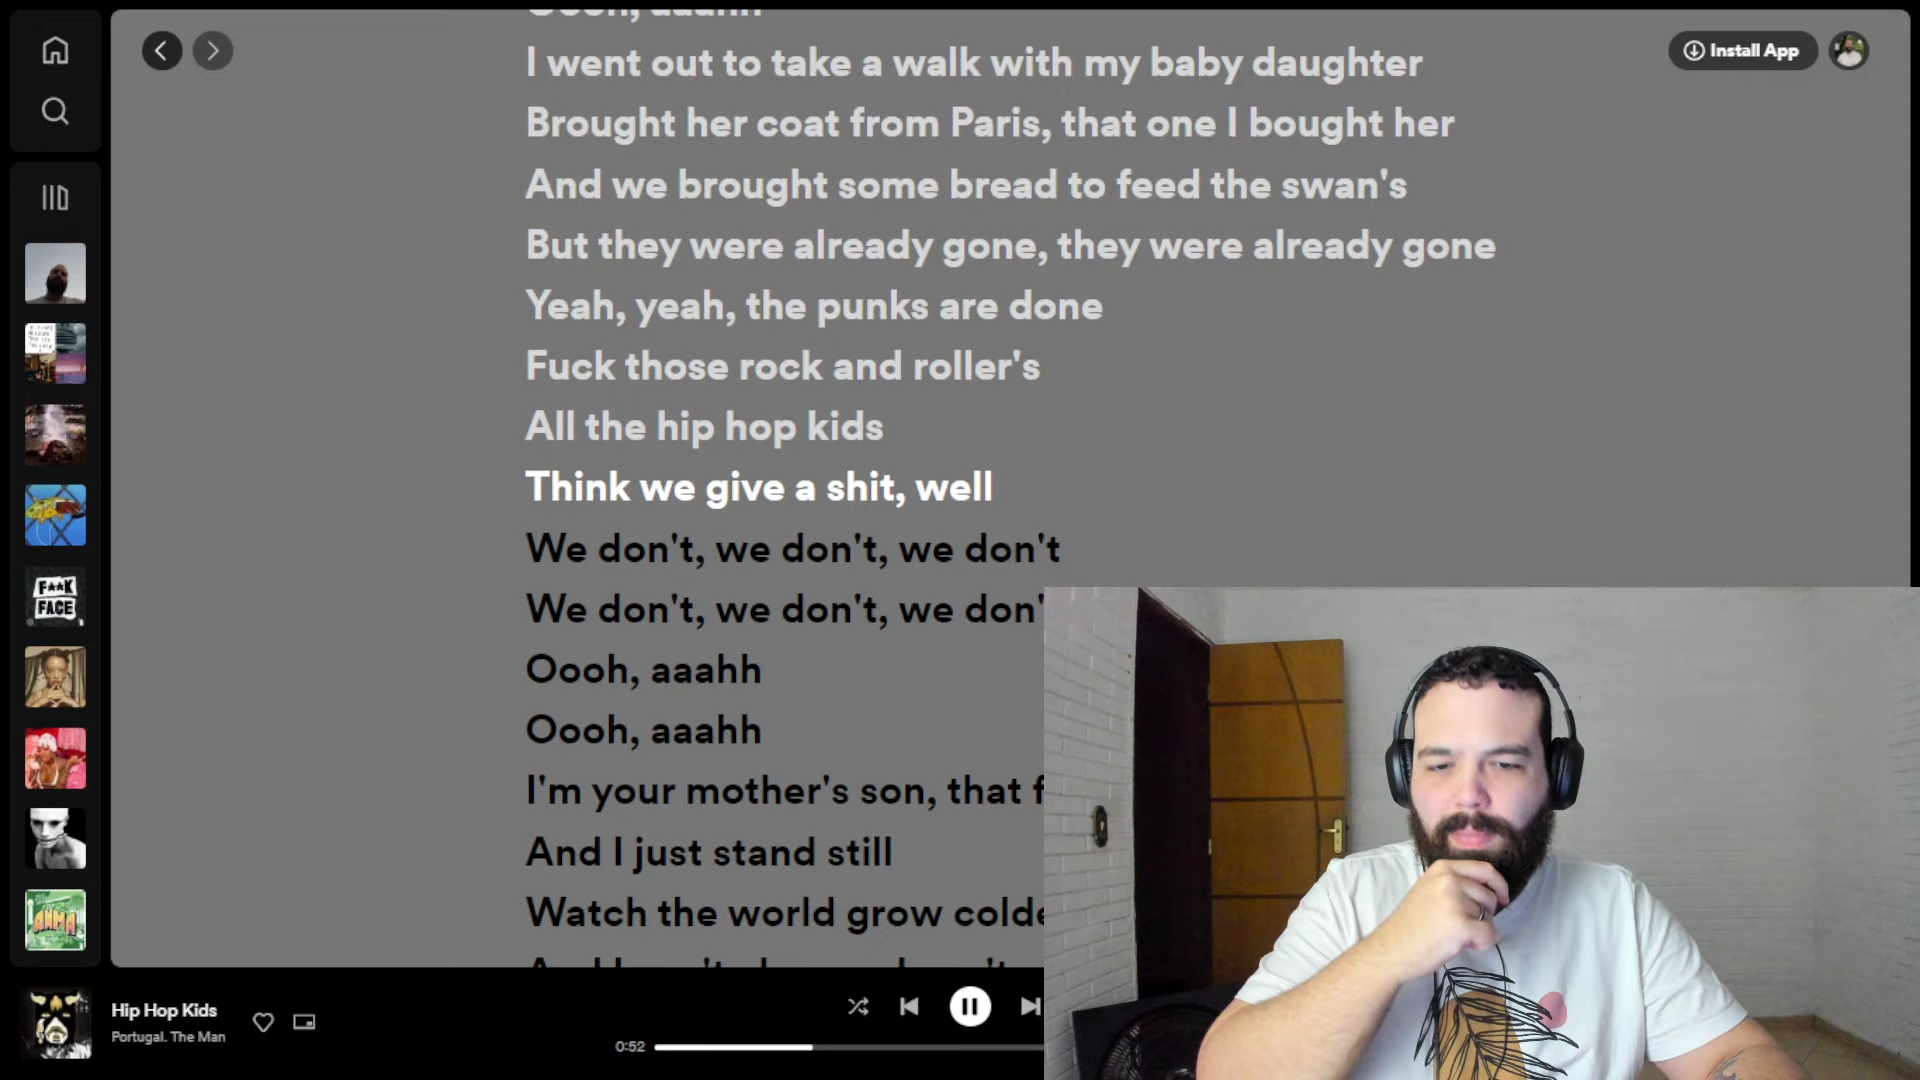 Oooh, aaahh
Install App
I went out to take a walk with my baby daughter
Brought her coat from Paris, that one I bought her
And we brought some bread to feed the swan's
But they were already gone, they were already gone
Yeah, yeah, the punks are done
Fuck those rock and roller's
All the hip hop kids
Think we give a shit, well
We don't, we don't, we don't
We don't, we don't, we don'
Oooh, aaahh
Oooh, aaahh
I'm your mother's son, that f
And I just stand still
Watch the world grow colde
F**K
FACE
ANMA
Hip Hop Kids
Portugal. The Man
0:52